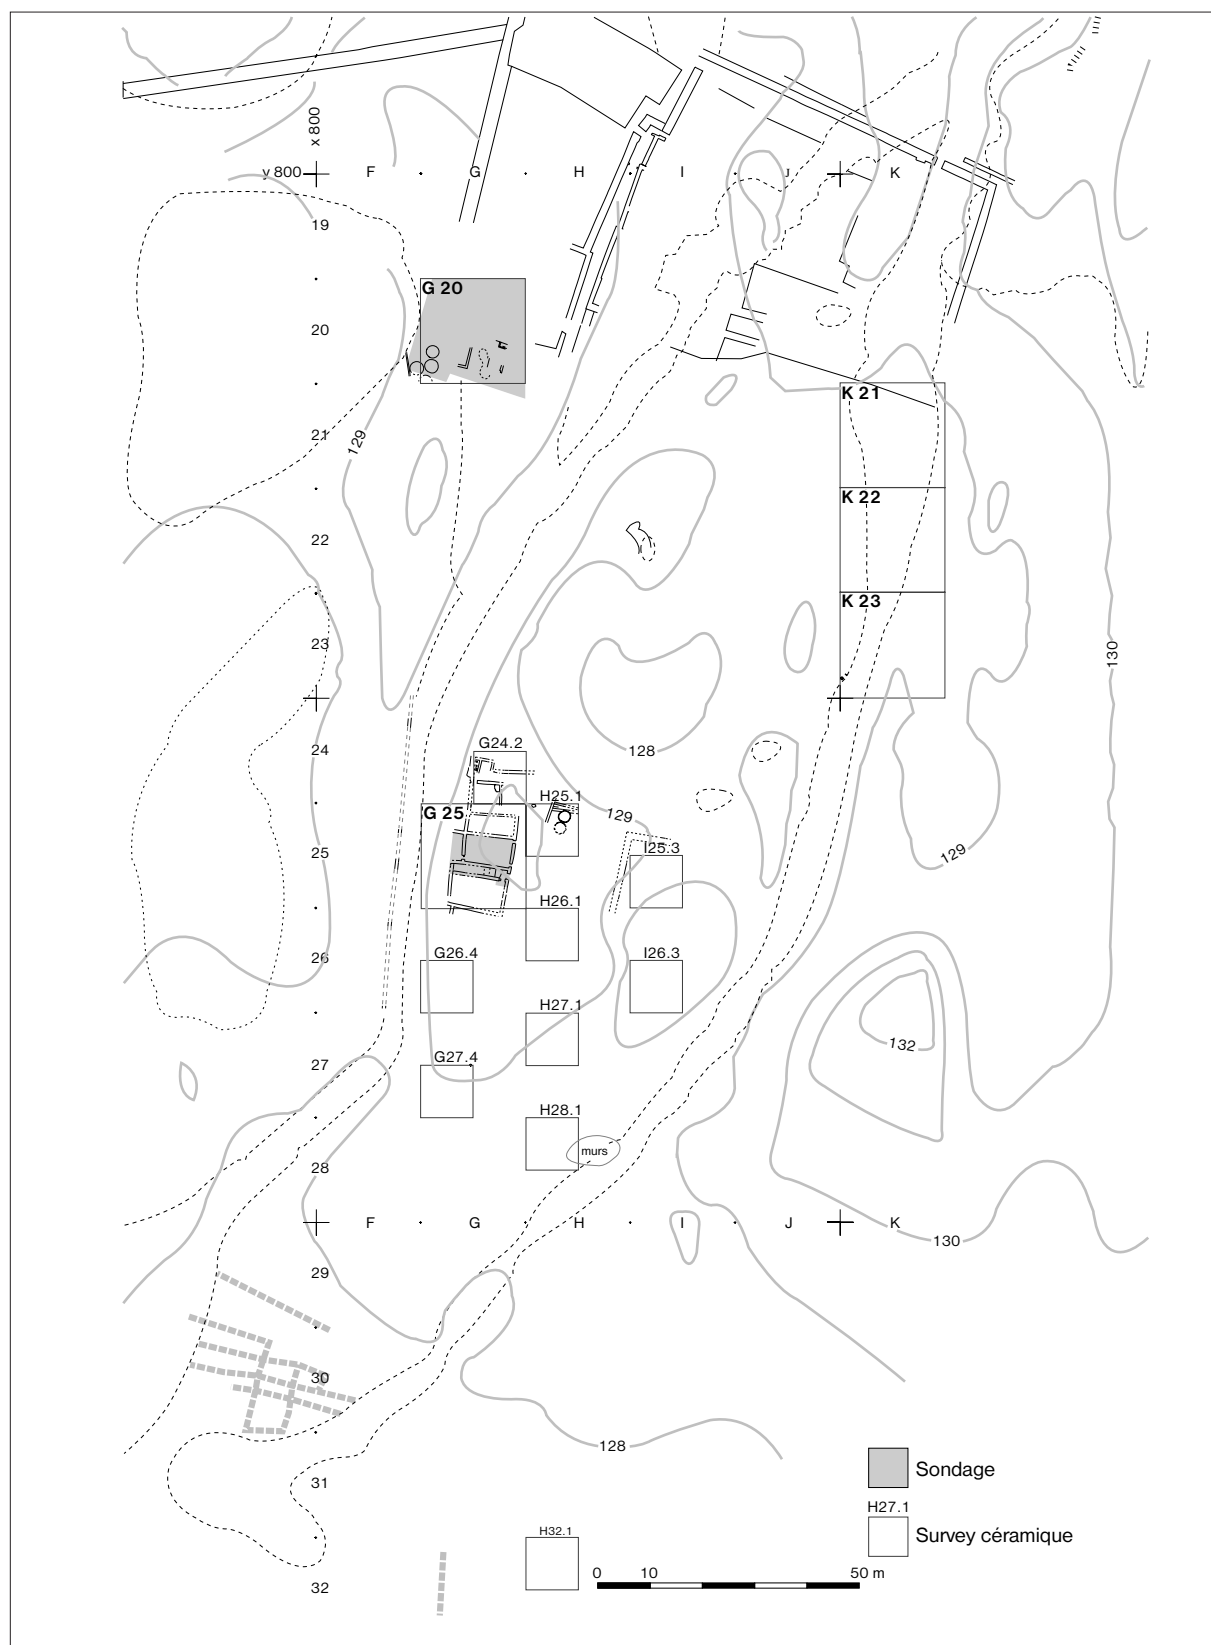 x 800
y 800
F G H I J K
19
G 20
20
K 21
129
21
K 22
22
K 23
23
130
G24.2
128
24
H25.1
G 25
129
I25.3
25
129
H26.1
G26.4
I26.3
26
H27.1
132
G27.4
27
H28.1
murs
28
F G H I J K
130
29
30
128
Sondage
31
H27.1
Survey céramique
H32.1
0 10 50 m
32